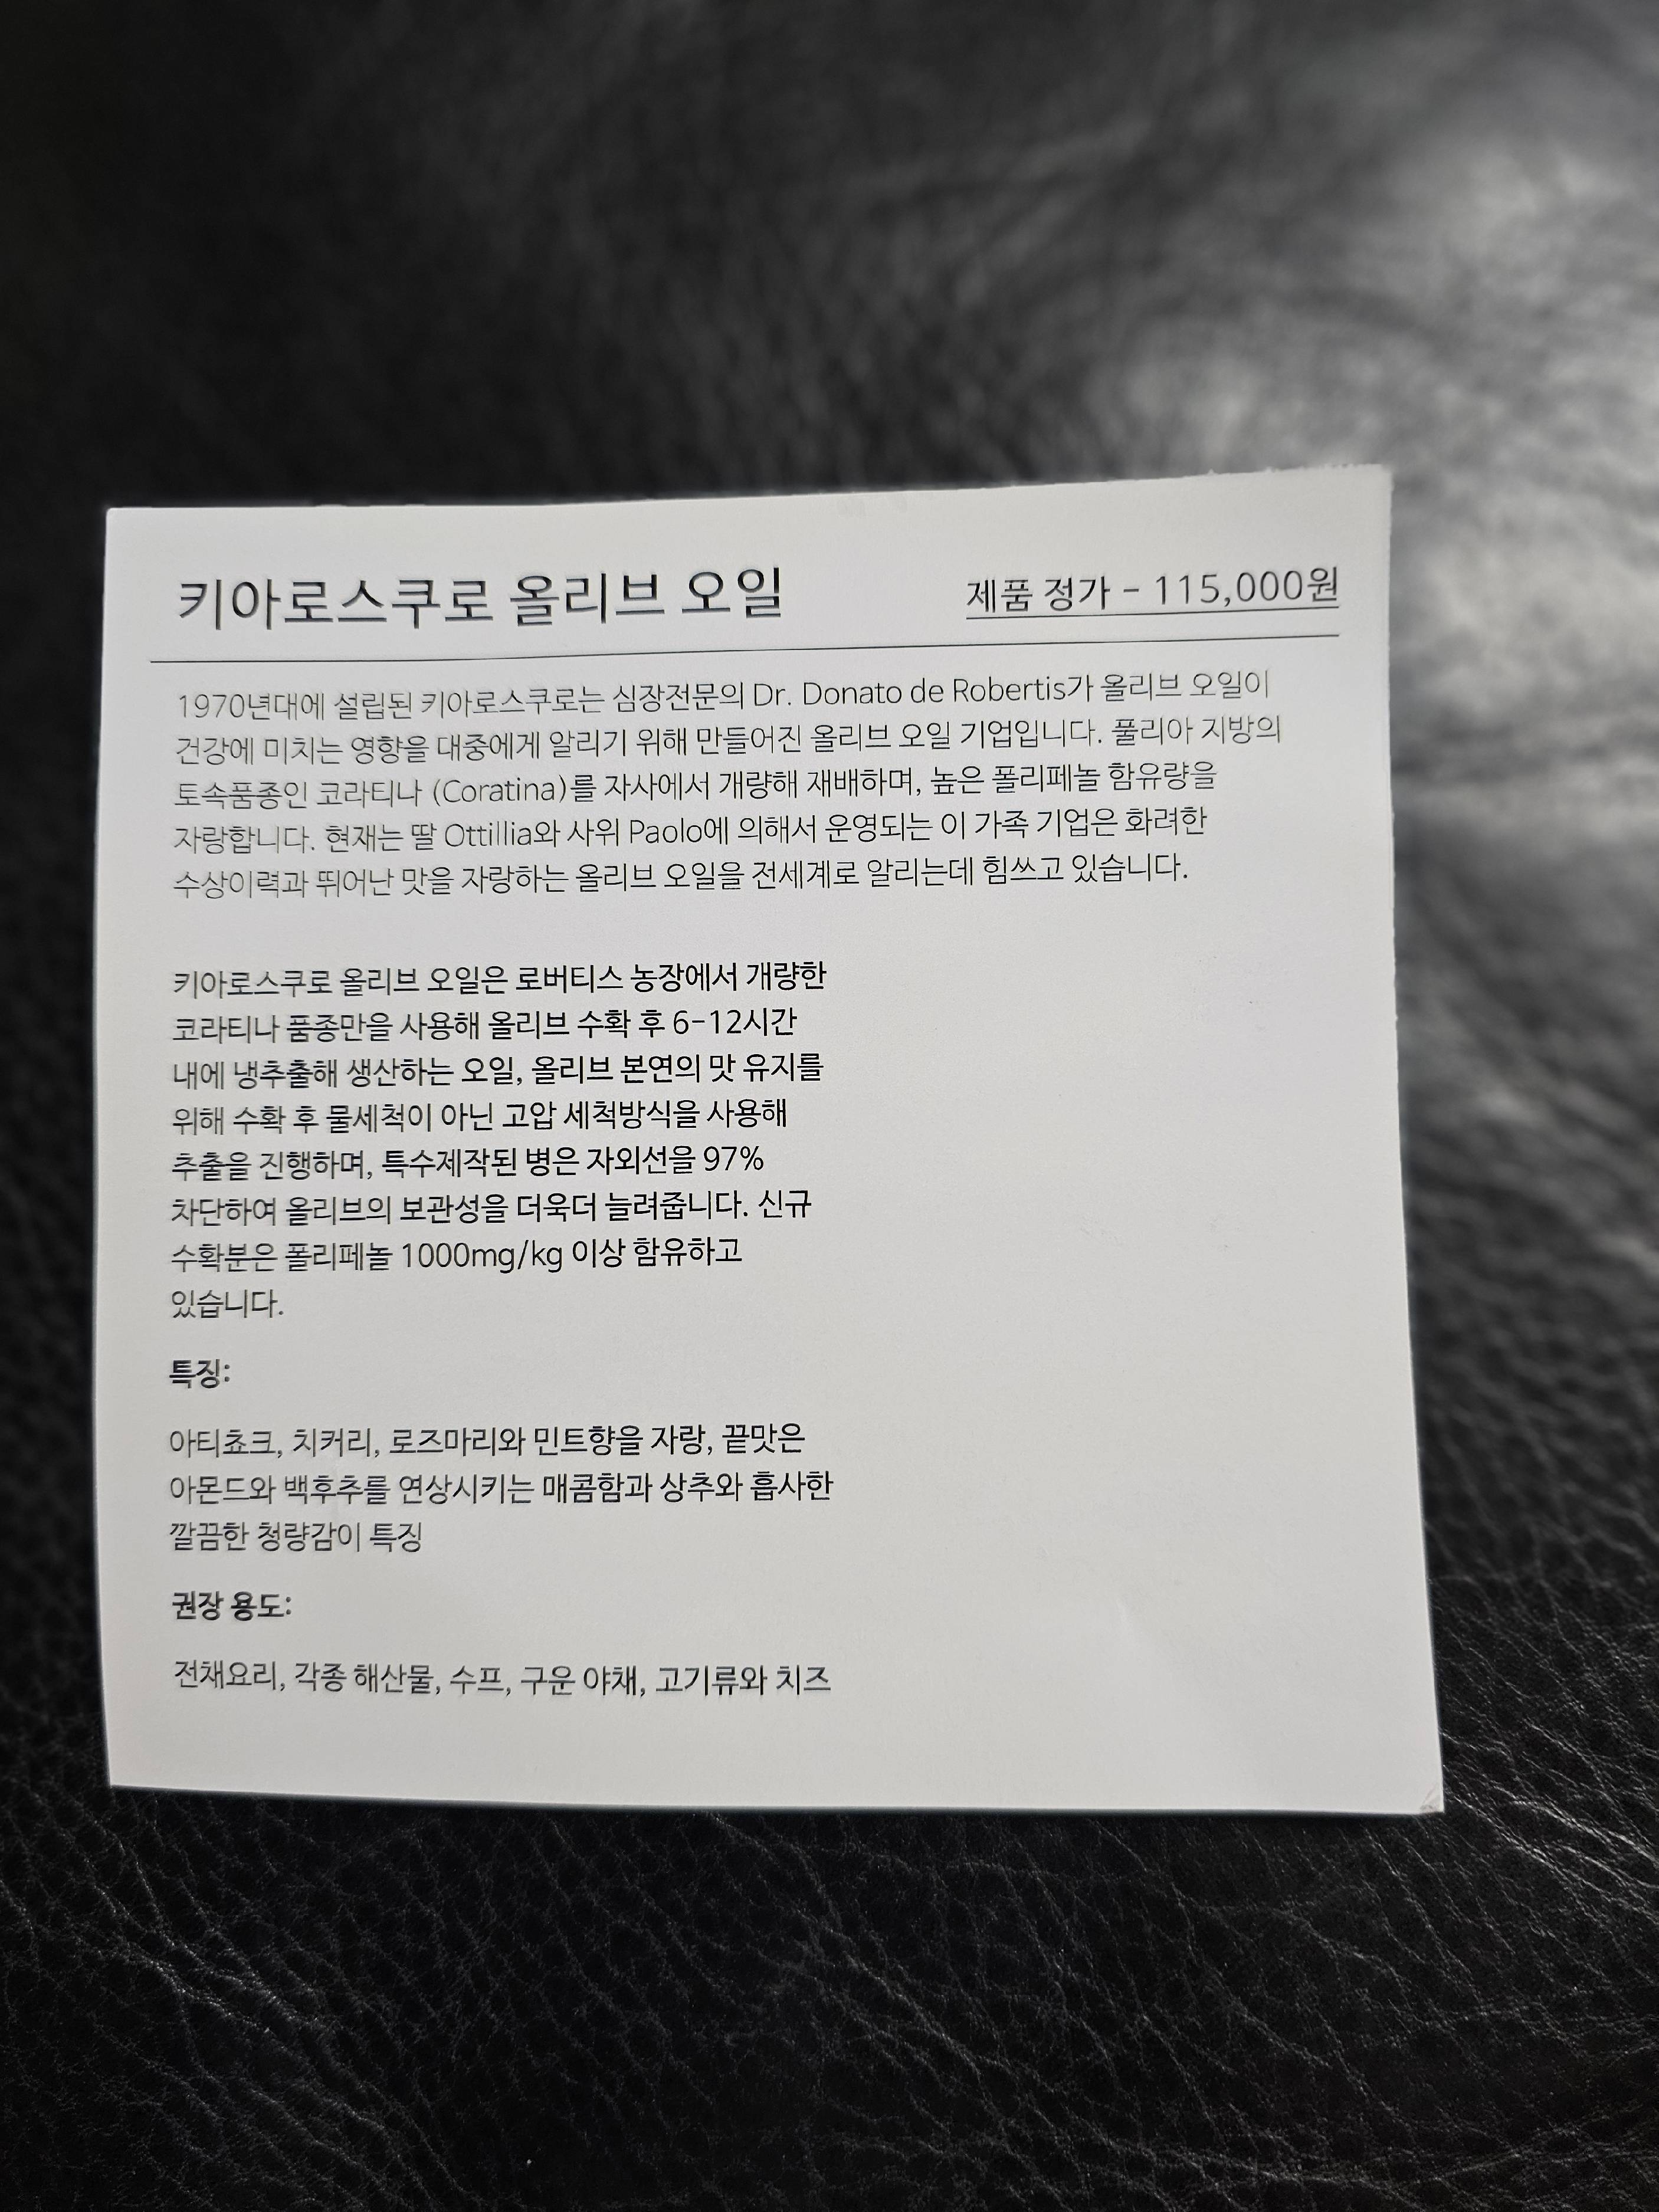 키아로스쿠로 올리브 오일 제품 정가 - 115,000원
1970년대에 설립된 키아로스쿠로는 심장전문의 Dr. Donato de Robertis가 올리브 오일이
건강에 미치는 영향을 대중에게 알리기 위해 만들어진 올리브 오일 기업입니다. 풀리아 지방의
토속품종인 코라티나 (Coratina)를 자사에서 개량해 재배하며, 높은 폴리페놀 함유량을
자랑합니다. 현재는 딸 Ottillia와 사위 Paolo에 의해서 운영되는 이 가족 기업은 화려한
수상이력과 뛰어난 맛을 자랑하는 올리브 오일을 전세계로 알리는데 힘쓰고 있습니다.
키아로스쿠로 올리브 오일은 로버티스 농장에서 개량한
코라티나 품종만을 사용해 올리브 수확 후 6-12시간
내에 냉추출해 생산하는 오일, 올리브 본연의 맛 유지를
위해 수확 후 물세척이 아닌 고압 세척방식을 사용해
추출을 진행하며, 특수제작된 병은 자외선을 97%
차단하여 올리브의 보관성을 더욱더 늘려줍니다. 신규
수확분은 폴리페놀 1000mg/kg 이상 함유하고
있습니다.
특징:
아티쵸크, 치커리, 로즈마리와 민트향을 자랑, 끝맛은
아몬드와 백후추를 연상시키는 매콤함과 상추와 흡사한
깔끔한 청량감이 특징
권장 용도:
전채요리, 각종 해산물, 수프, 구운 야채, 고기류와 치즈